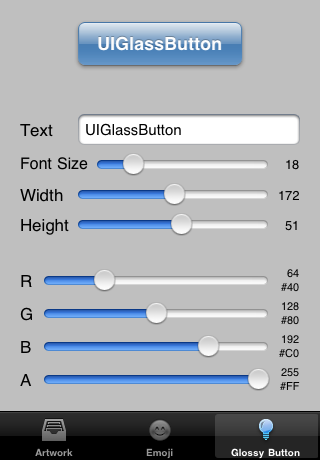 UIGlassButton
Text UIGlassButton
Font Size 18
Width 172
Height 51
R 64
#40
G 128
#80
B 192
#C0
A 255
#FF
Artwork Emoji Glossy Button